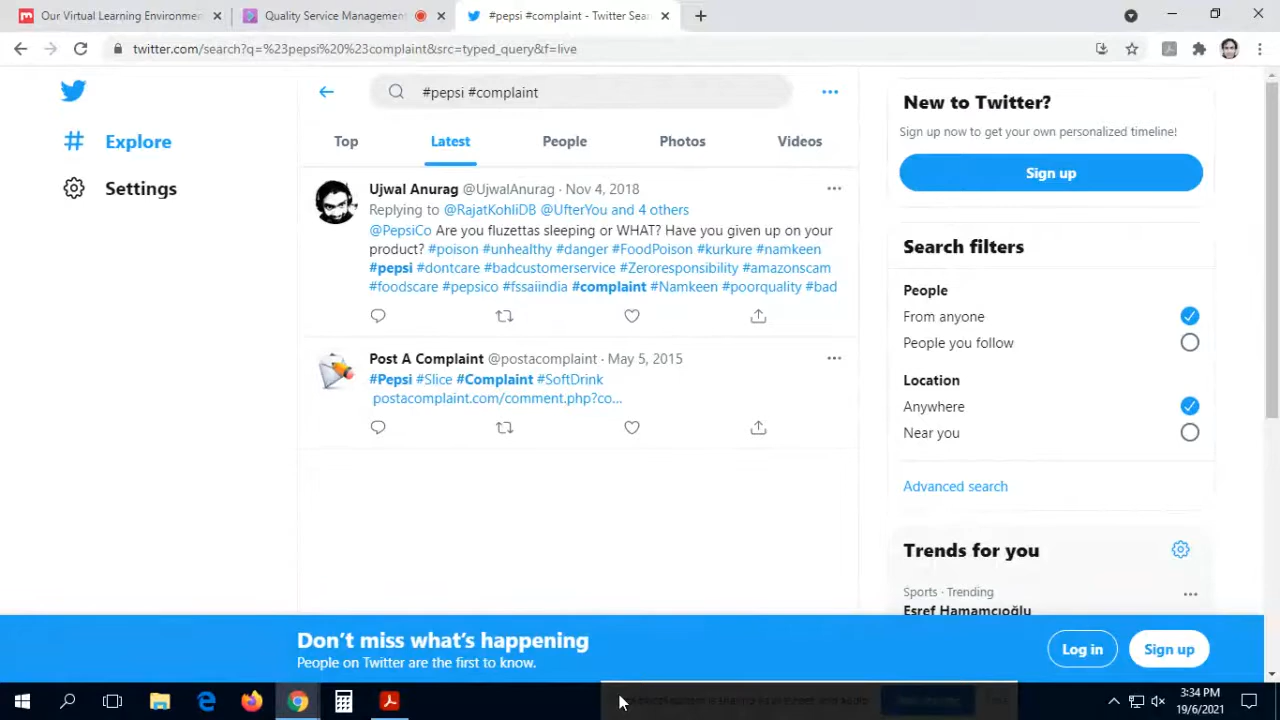 Our Virtual Learning Environmen
Quality Service Management
#pepsi #complaint - Twitter Sear
twitter.com/search?q=%23pepsi%20%23complaint&src=typed_query&f=live
#pepsi #complaint
Explore
Settings
Top
Latest
People
Photos
Videos
Ujwal Anurag @UjwalAnurag · Nov 4, 2018
Replying to @RajatKohliDB @UfterYou and 4 others
@PepsiCo Are you fluzettas sleeping or WHAT? Have you given up on your
product? #poison #unhealthy #danger #FoodPoison #kurkure #namkeen
#pepsi #dontcare #badcustomerservice #Zeroresponsibility #amazonscam
#foodscare #pepsico #fssaiindia #complaint #Namkeen #poorquality #bad
Post A Complaint @postacomplaint · May 5, 2015
#Pepsi #Slice #Complaint #SoftDrink
postacomplaint.com/comment.php?co...
New to Twitter?
Sign up now to get your own personalized timeline!
Sign up
Search filters
People
From anyone
People you follow
Location
Anywhere
Near you
Advanced search
Trends for you
Sports · Trending
Eşref Hamamcıoğlu
Don't miss what's happening
People on Twitter are the first to know.
Log in
Sign up
3:34 PM
19/6/2021